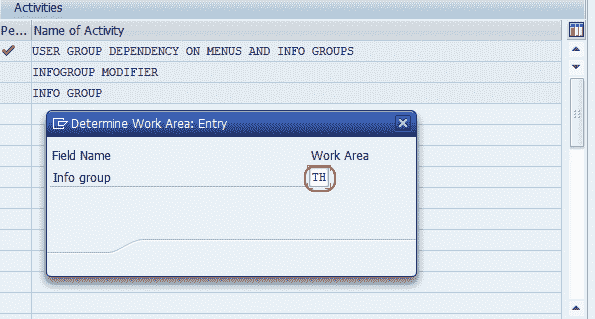 Activities
Pe... Name of Activity
USER GROUP DEPENDENCY ON MENUS AND INFO GROUPS
INFOGROUP MODIFIER
INFO GROUP
Determine Work Area: Entry
Field Name Work Area
Info group TH